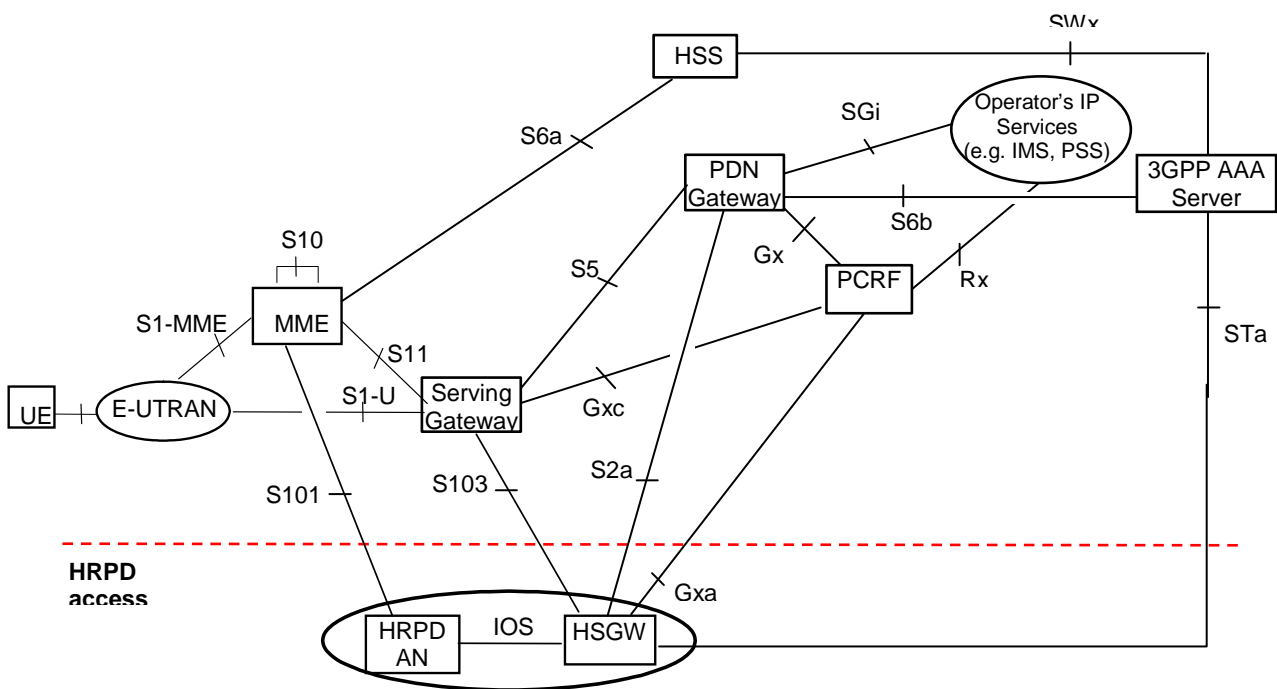 SWx
HSS
Operator's IP
Services
(e.g. IMS, PSS)
SGi
S6a
PDN
Gateway
3GPP AAA
Server
S6b
S10
Gx
S5
PCRF
Rx
S1-MME
MME
STa
S11
S1-U
Serving
Gateway
Gxc
UE
E-UTRAN
S2a
S101
S103
HRPD
access
Gxa
HRPD
AN
IOS
HSGW